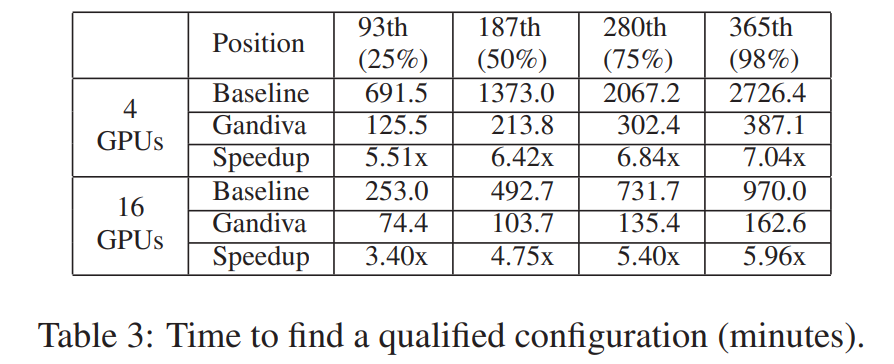 Position 93th (25%) 187th (50%) 280th (75%) 365th (98%)
4 GPUs
Baseline 691.5 1373.0 2067.2 2726.4
Gandiva 125.5 213.8 302.4 387.1
Speedup 5.51x 6.42x 6.84x 7.04x
16 GPUs
Baseline 253.0 492.7 731.7 970.0
Gandiva 74.4 103.7 135.4 162.6
Speedup 3.40x 4.75x 5.40x 5.96x
Table 3: Time to find a qualified configuration (minutes).